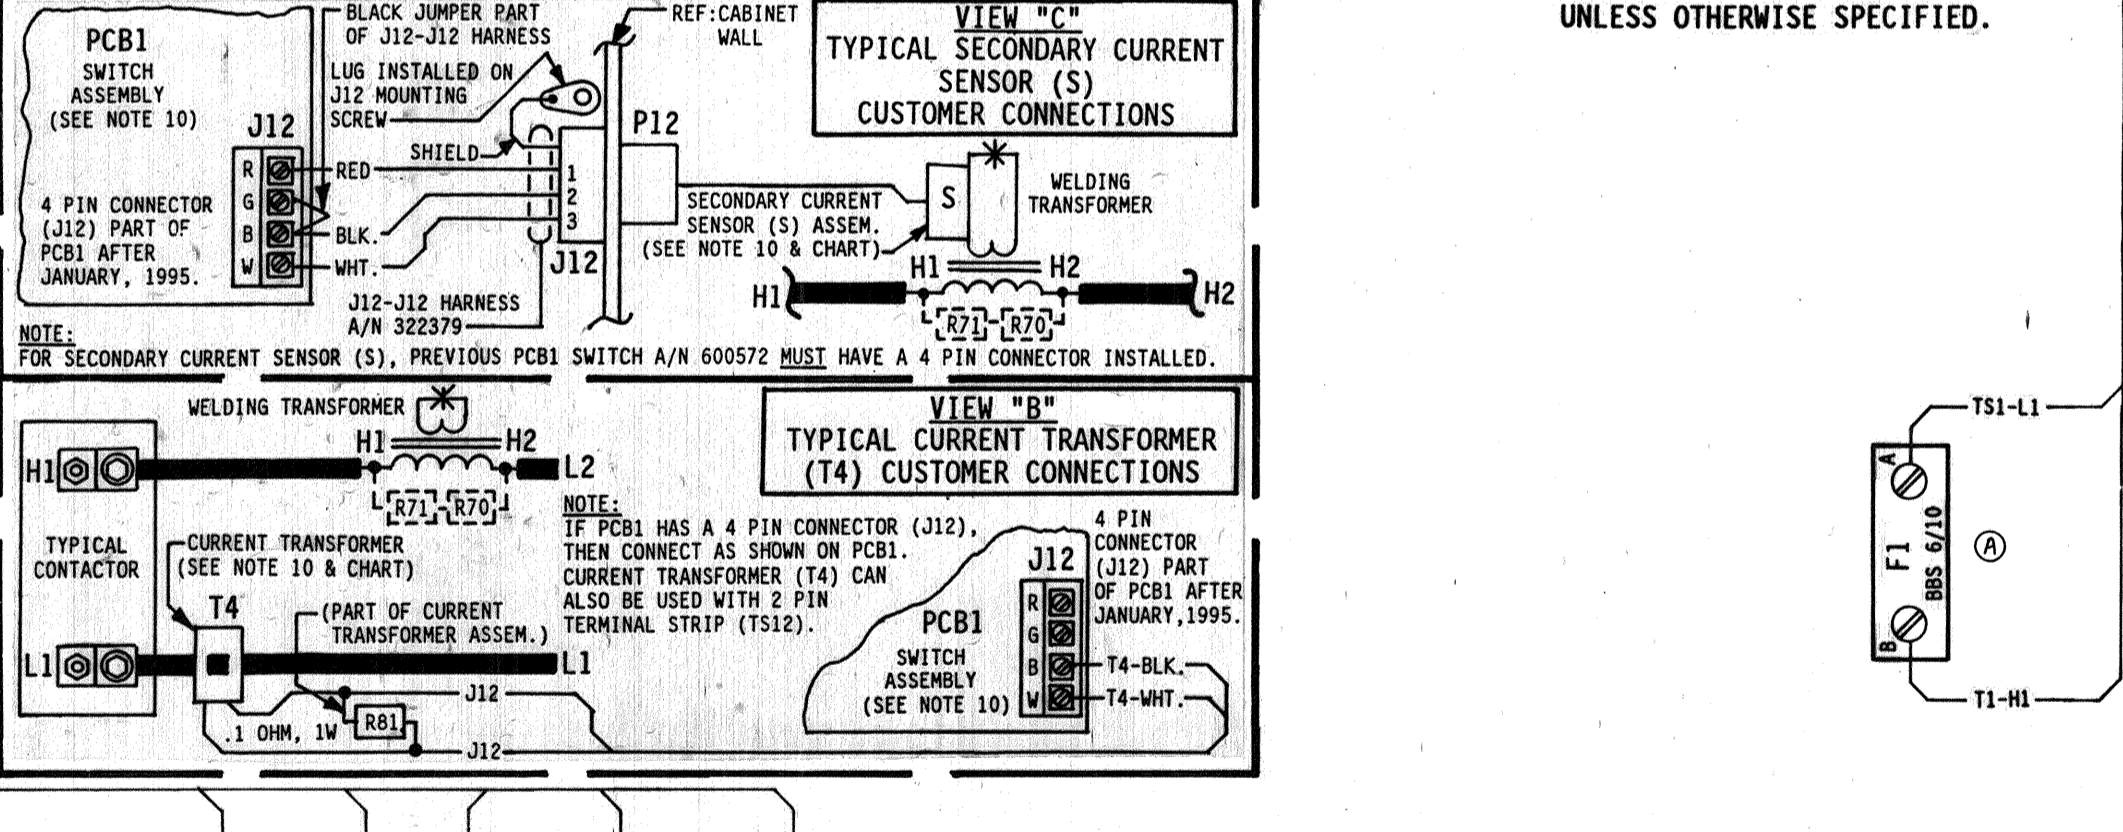 UNLESS OTHERWISE SPECIFIED.
VIEW "C"
TYPICAL SECONDARY CURRENT
SENSOR (S)
CUSTOMER CONNECTIONS
PCB1
SWITCH
ASSEMBLY
(SEE NOTE 10)
J12
R
G
B
W
4 PIN CONNECTOR
(J12) PART OF
PCB1 AFTER
JANUARY, 1995.
BLACK JUMPER PART
OF J12-J12 HARNESS
LUG INSTALLED ON
J12 MOUNTING
SCREW
SHIELD
RED
BLK.
WHT.
1
2
3
J12
J12-J12 HARNESS
A/N 322379
REF:CABINET
WALL
P12
SECONDARY CURRENT
SENSOR (S) ASSEM.
(SEE NOTE 10 & CHART)
S
WELDING
TRANSFORMER
H1
H2
H1
H2
R71
R70
NOTE:
FOR SECONDARY CURRENT SENSOR (S), PREVIOUS PCB1 SWITCH A/N 600572 MUST HAVE A 4 PIN CONNECTOR INSTALLED.
VIEW "B"
TYPICAL CURRENT TRANSFORMER
(T4) CUSTOMER CONNECTIONS
WELDING TRANSFORMER
H1
H2
H1
L2
R71
R70
TYPICAL
CONTACTOR
CURRENT TRANSFORMER
(SEE NOTE 10 & CHART)
T4
(PART OF CURRENT
TRANSFORMER ASSEM.)
L1
L1
J12
R81
.1 OHM, 1W
J12
NOTE:
IF PCB1 HAS A 4 PIN CONNECTOR (J12),
THEN CONNECT AS SHOWN ON PCB1.
CURRENT TRANSFORMER (T4) CAN
ALSO BE USED WITH 2 PIN
TERMINAL STRIP (TS12).
PCB1
SWITCH
ASSEMBLY
(SEE NOTE 10)
J12
R
G
B
W
4 PIN
CONNECTOR
(J12) PART
OF PCB1 AFTER
JANUARY,1995.
T4-BLK.
T4-WHT.
TS1-L1
A
F1
BBS 6/10
B
A
T1-H1